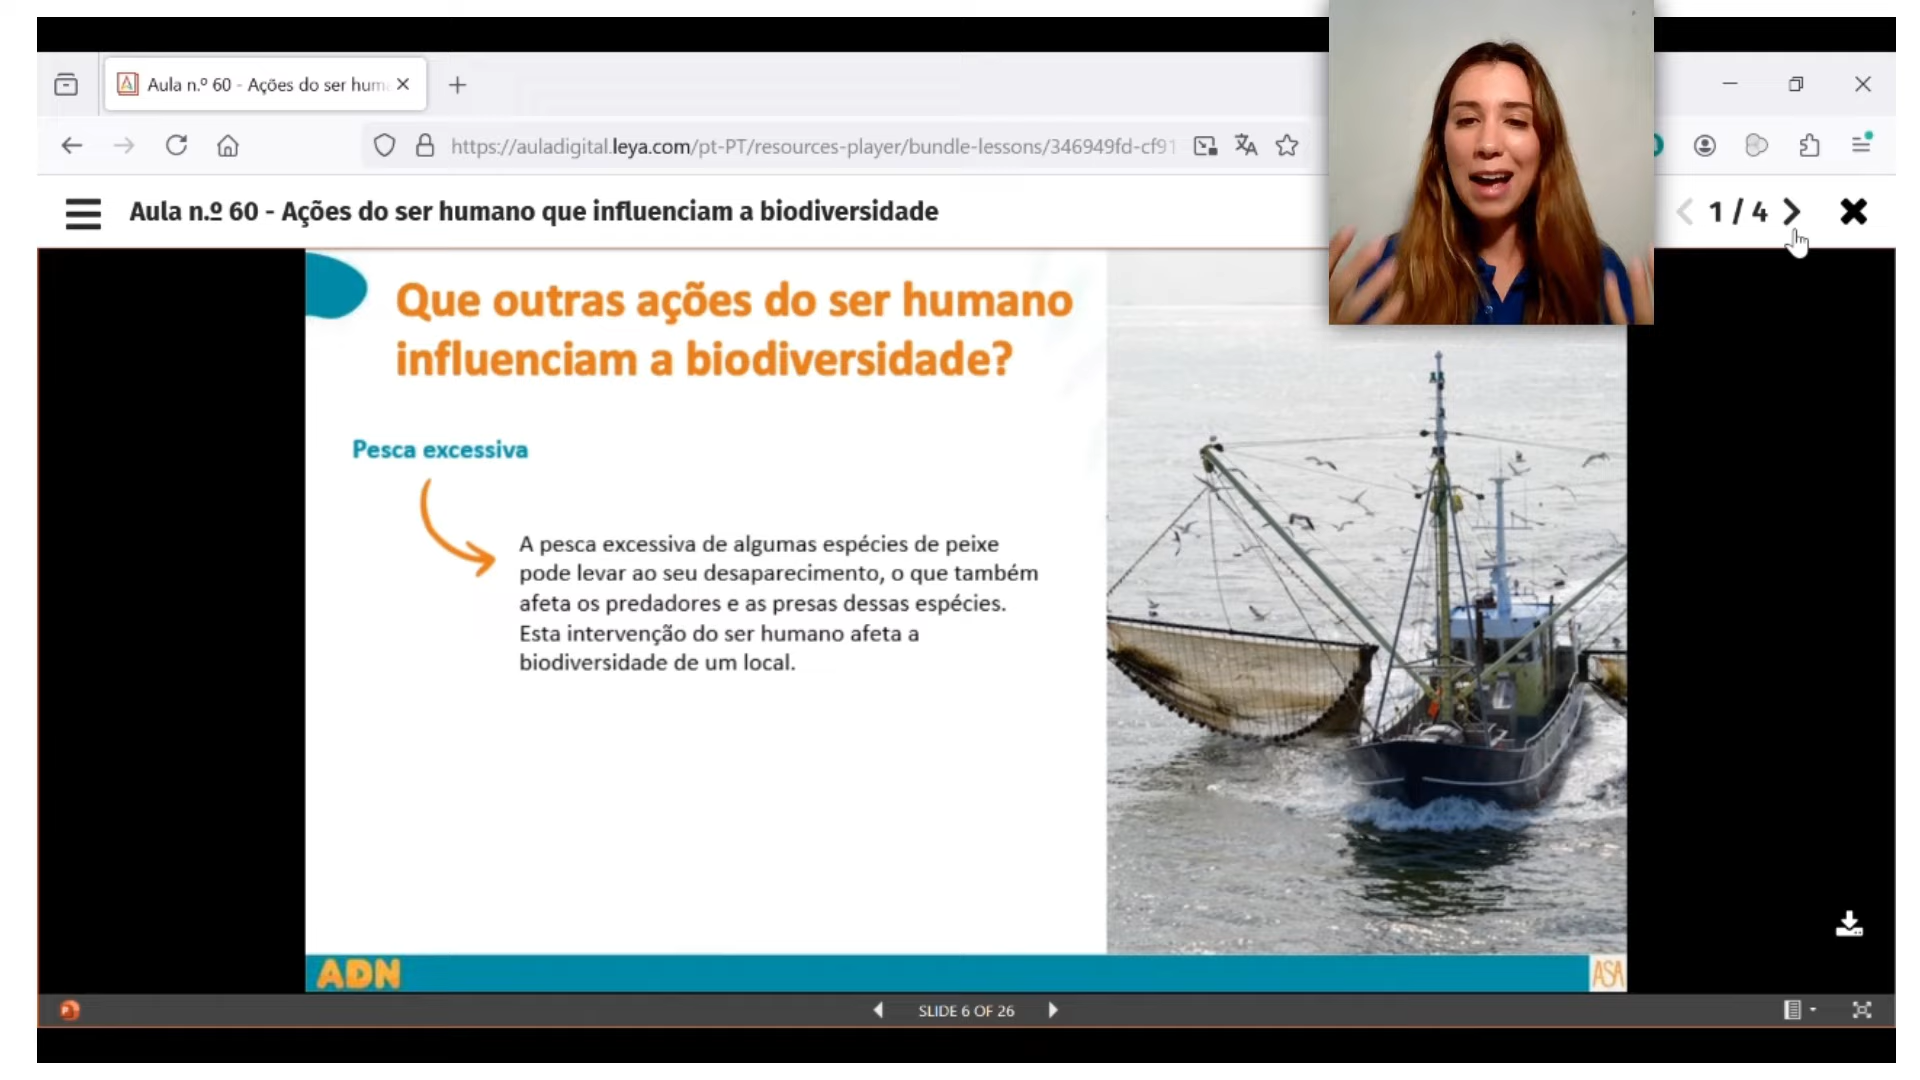 Aula n.º 60 - Ações do ser hum
https://auladigital.leya.com/pt-PT/resources-player/bundle-lessons/346949fd-cf91
Aula n.º 60 - Ações do ser humano que influenciam a biodiversidade
1 / 4
Que outras ações do ser humano
influenciam a biodiversidade?
Pesca excessiva
A pesca excessiva de algumas espécies de peixe
pode levar ao seu desaparecimento, o que também
afeta os predadores e as presas dessas espécies.
Esta intervenção do ser humano afeta a
biodiversidade de um local.
ADN
ASA
SLIDE 6 OF 26